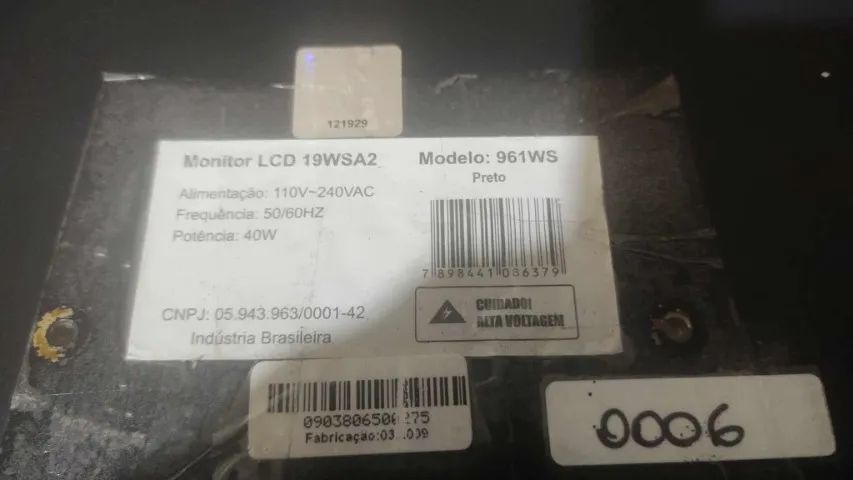 121929
Monitor LCD 19WSA2
Modelo: 961WS
Preto
Alimentação: 110V~240VAC
Frequência: 50/60HZ
Potência: 40W
7 898441 086379
CNPJ: 05.943.963/0001-42
Indústria Brasileira
CUIDADO!
ALTA VOLTAGEM
Fabricação:
0006